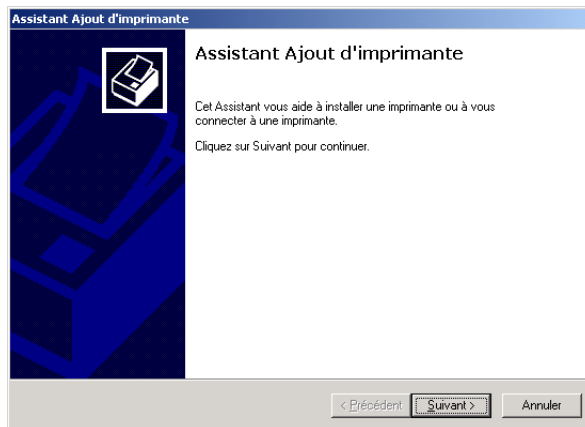 Assistant Ajout d'imprimante
Assistant Ajout d'imprimante
Cet Assistant vous aide à installer une imprimante ou à vous
connecter à une imprimante.
Cliquez sur Suivant pour continuer.
< Précédent Suivant > Annuler